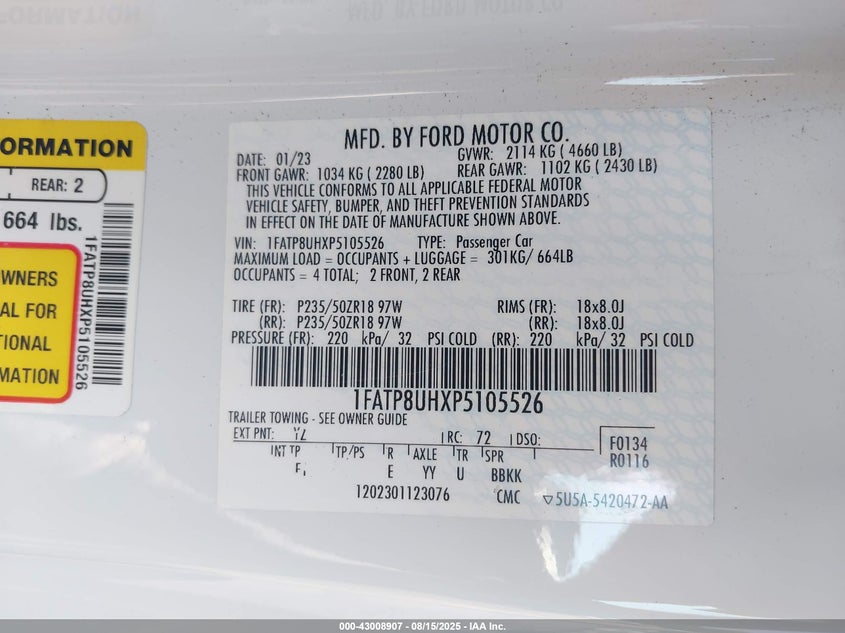 ORMATION
REAR: 2
664 lbs.
WNERS
AL FOR
TIONAL
MATION
1FATP8UHXP5105526
MFD. BY FORD MOTOR CO.
DATE: 01/23 GVWR: 2114 KG ( 4660 LB)
FRONT GAWR: 1034 KG ( 2280 LB) REAR GAWR: 1102 KG ( 2430 LB)
THIS VEHICLE CONFORMS TO ALL APPLICABLE FEDERAL MOTOR
VEHICLE SAFETY, BUMPER, AND THEFT PREVENTION STANDARDS
IN EFFECT ON THE DATE OF MANUFACTURE SHOWN ABOVE.
VIN: 1FATP8UHXP5105526 TYPE: Passenger Car
MAXIMUM LOAD = OCCUPANTS + LUGGAGE = 301KG/ 664LB
OCCUPANTS = 4 TOTAL; 2 FRONT, 2 REAR
TIRE (FR): P235/50ZR18 97W RIMS (FR): 18x8.0J
(RR): P235/50ZR18 97W (RR): 18x8.0J
PRESSURE (FR): 220 kPa/ 32 PSI COLD (RR): 220 kPa/ 32 PSI COLD
1FATP8UHXP5105526
TRAILER TOWING - SEE OWNER GUIDE
EXT PNT: YZ RC: 72 DSO: F0134
INT TP TP/PS R AXLE TR SPR R0116
E YY U BBKK
1202301123076 CMC ▽5U5A-5420472-AA
000-43008907 - 08/15/2025 - IAA Inc.